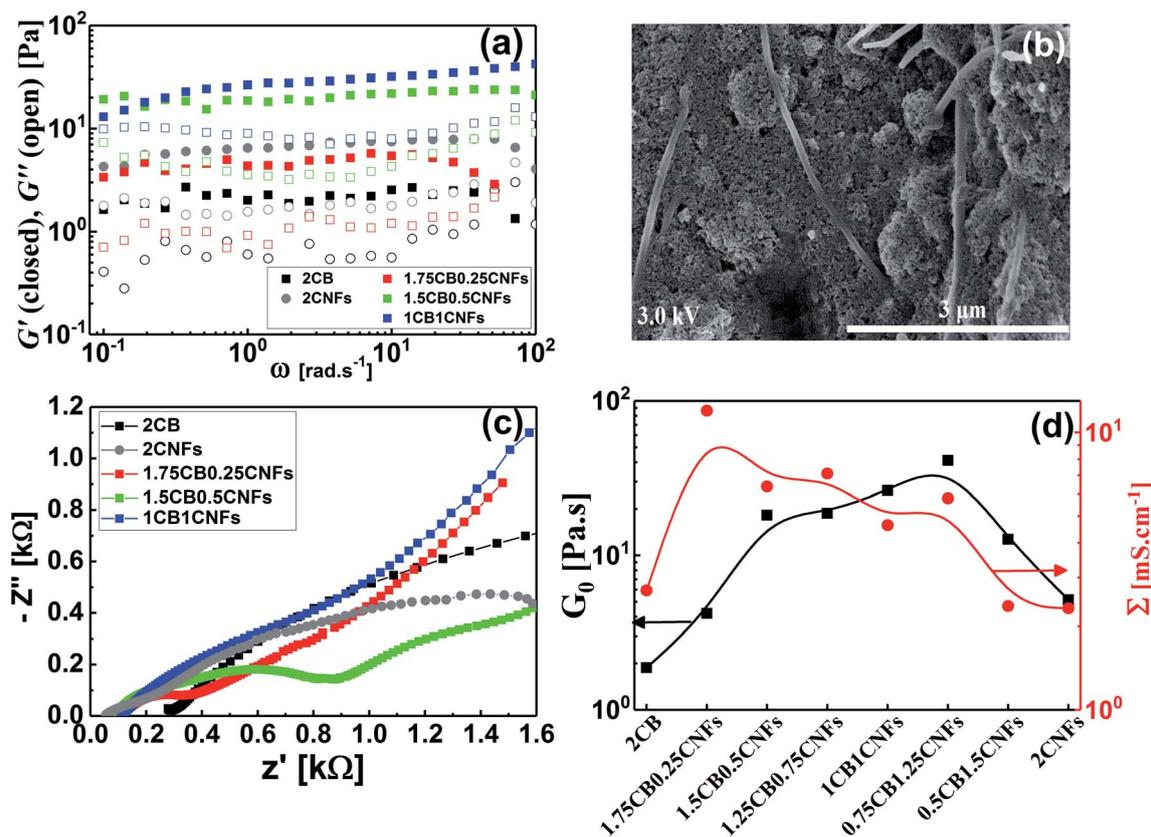 (a)
G' (closed), G'' (open) [Pa]
10²
10¹
10⁰
10⁻¹
10⁻¹ 10⁰ 10¹ 10²
ω [rad.s⁻¹]
2CB
2CNFs
1.75CB0.25CNFs
1.5CB0.5CNFs
1CB1CNFs
(b)
3.0 kV
3 μm
(c)
- Z'' [kΩ]
1.2
1.0
0.8
0.6
0.4
0.2
0.0
0.0 0.2 0.4 0.6 0.8 1.0 1.2 1.4 1.6
z' [kΩ]
2CB
2CNFs
1.75CB0.25CNFs
1.5CB0.5CNFs
1CB1CNFs
(d)
G₀ [Pa.s]
10²
10¹
10⁰
10¹
10⁰
Σ [mS.cm⁻¹]
2CB
1.75CB0.25CNFs
1.5CB0.5CNFs
1.25CB0.75CNFs
1CB1CNFs
0.75CB1.25CNFs
0.5CB1.5CNFs
2CNFs